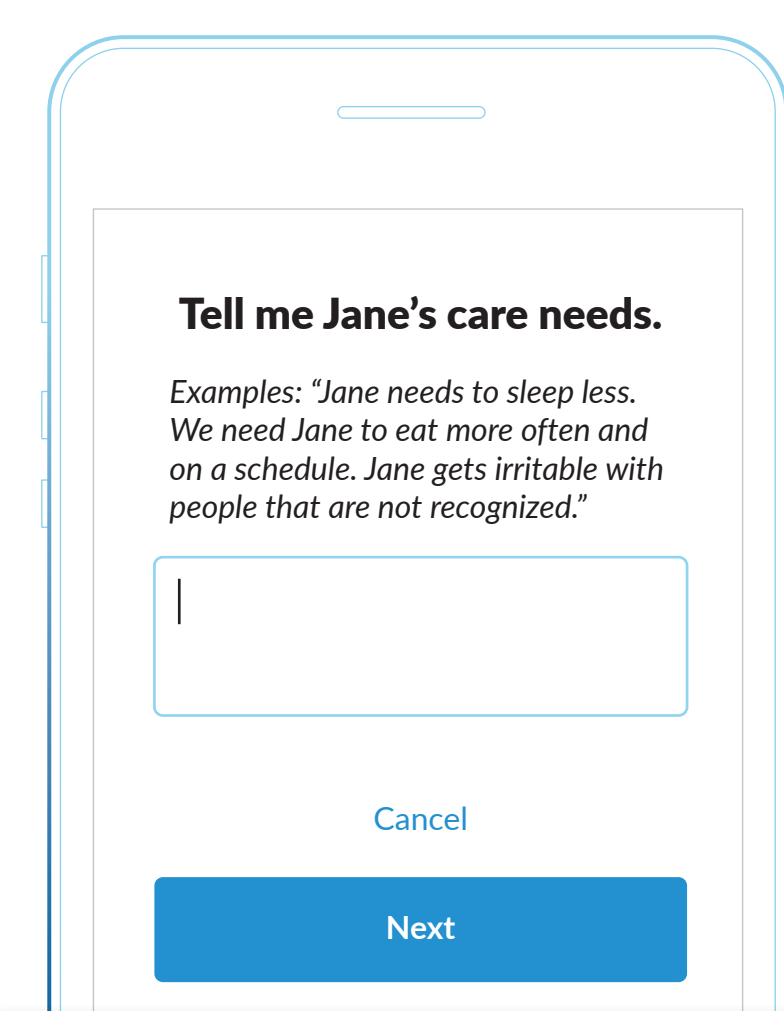 Tell me Jane’s care needs.
Examples: “Jane needs to sleep less.
We need Jane to eat more often and
on a schedule. Jane gets irritable with
people that are not recognized.”
Cancel
Next